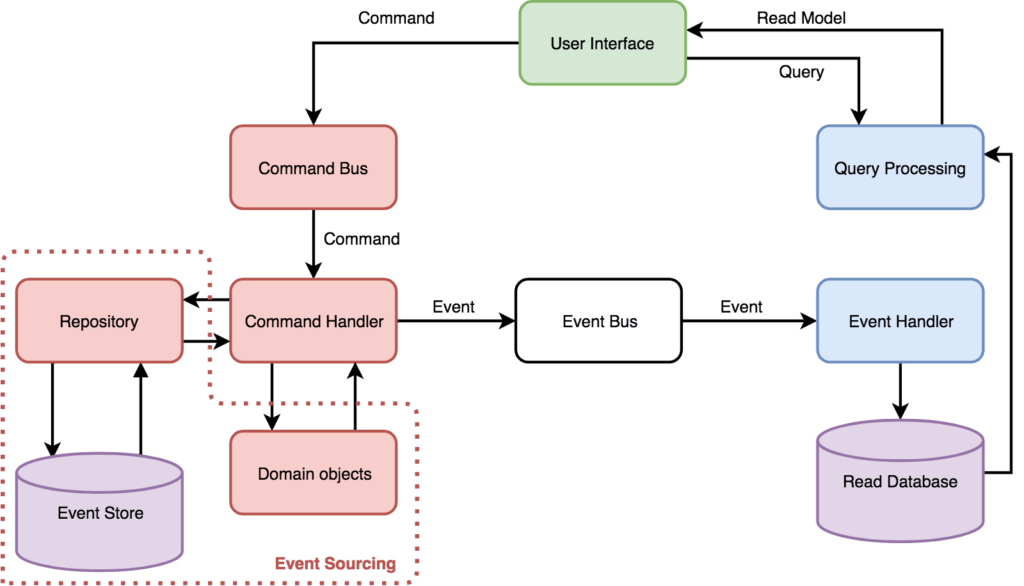 Command
User Interface
Read Model
Query
Command Bus
Query Processing
Command
Repository
Command Handler
Event
Event Bus
Event
Event Handler
Domain objects
Read Database
Event Store
Event Sourcing